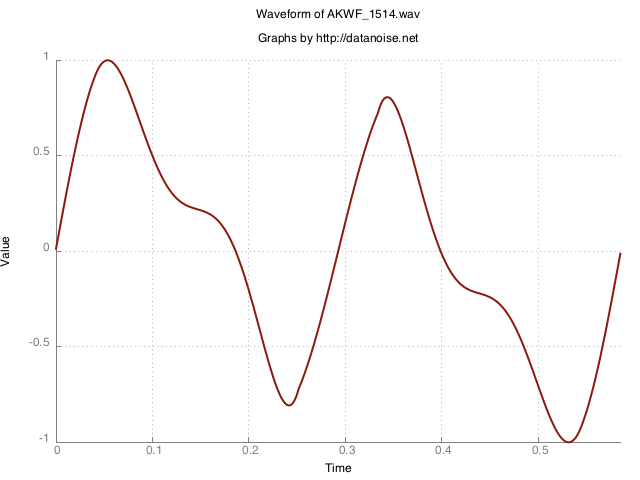 Waveform of AKWF_1514.wav
Graphs by http://datanoise.net
1
0.5
0
-0.5
-1
Value
0 0.1 0.2 0.3 0.4 0.5
Time